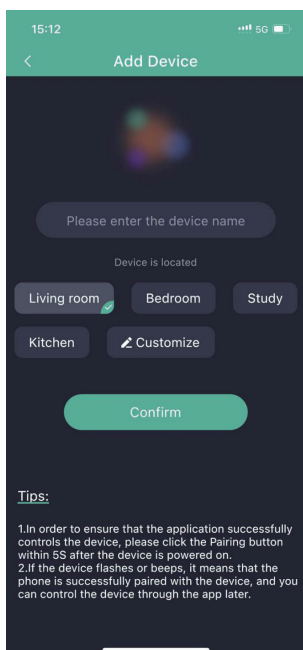 15:12
5G
Add Device
Please enter the device name
Device is located
Living room
Bedroom
Study
Kitchen
Customize
Confirm
Tips:
1.In order to ensure that the application successfully
controls the device, please click the Pairing button
within 5S after the device is powered on.
2.If the device flashes or beeps, it means that the
phone is successfully paired with the device, and you
can control the device through the app later.